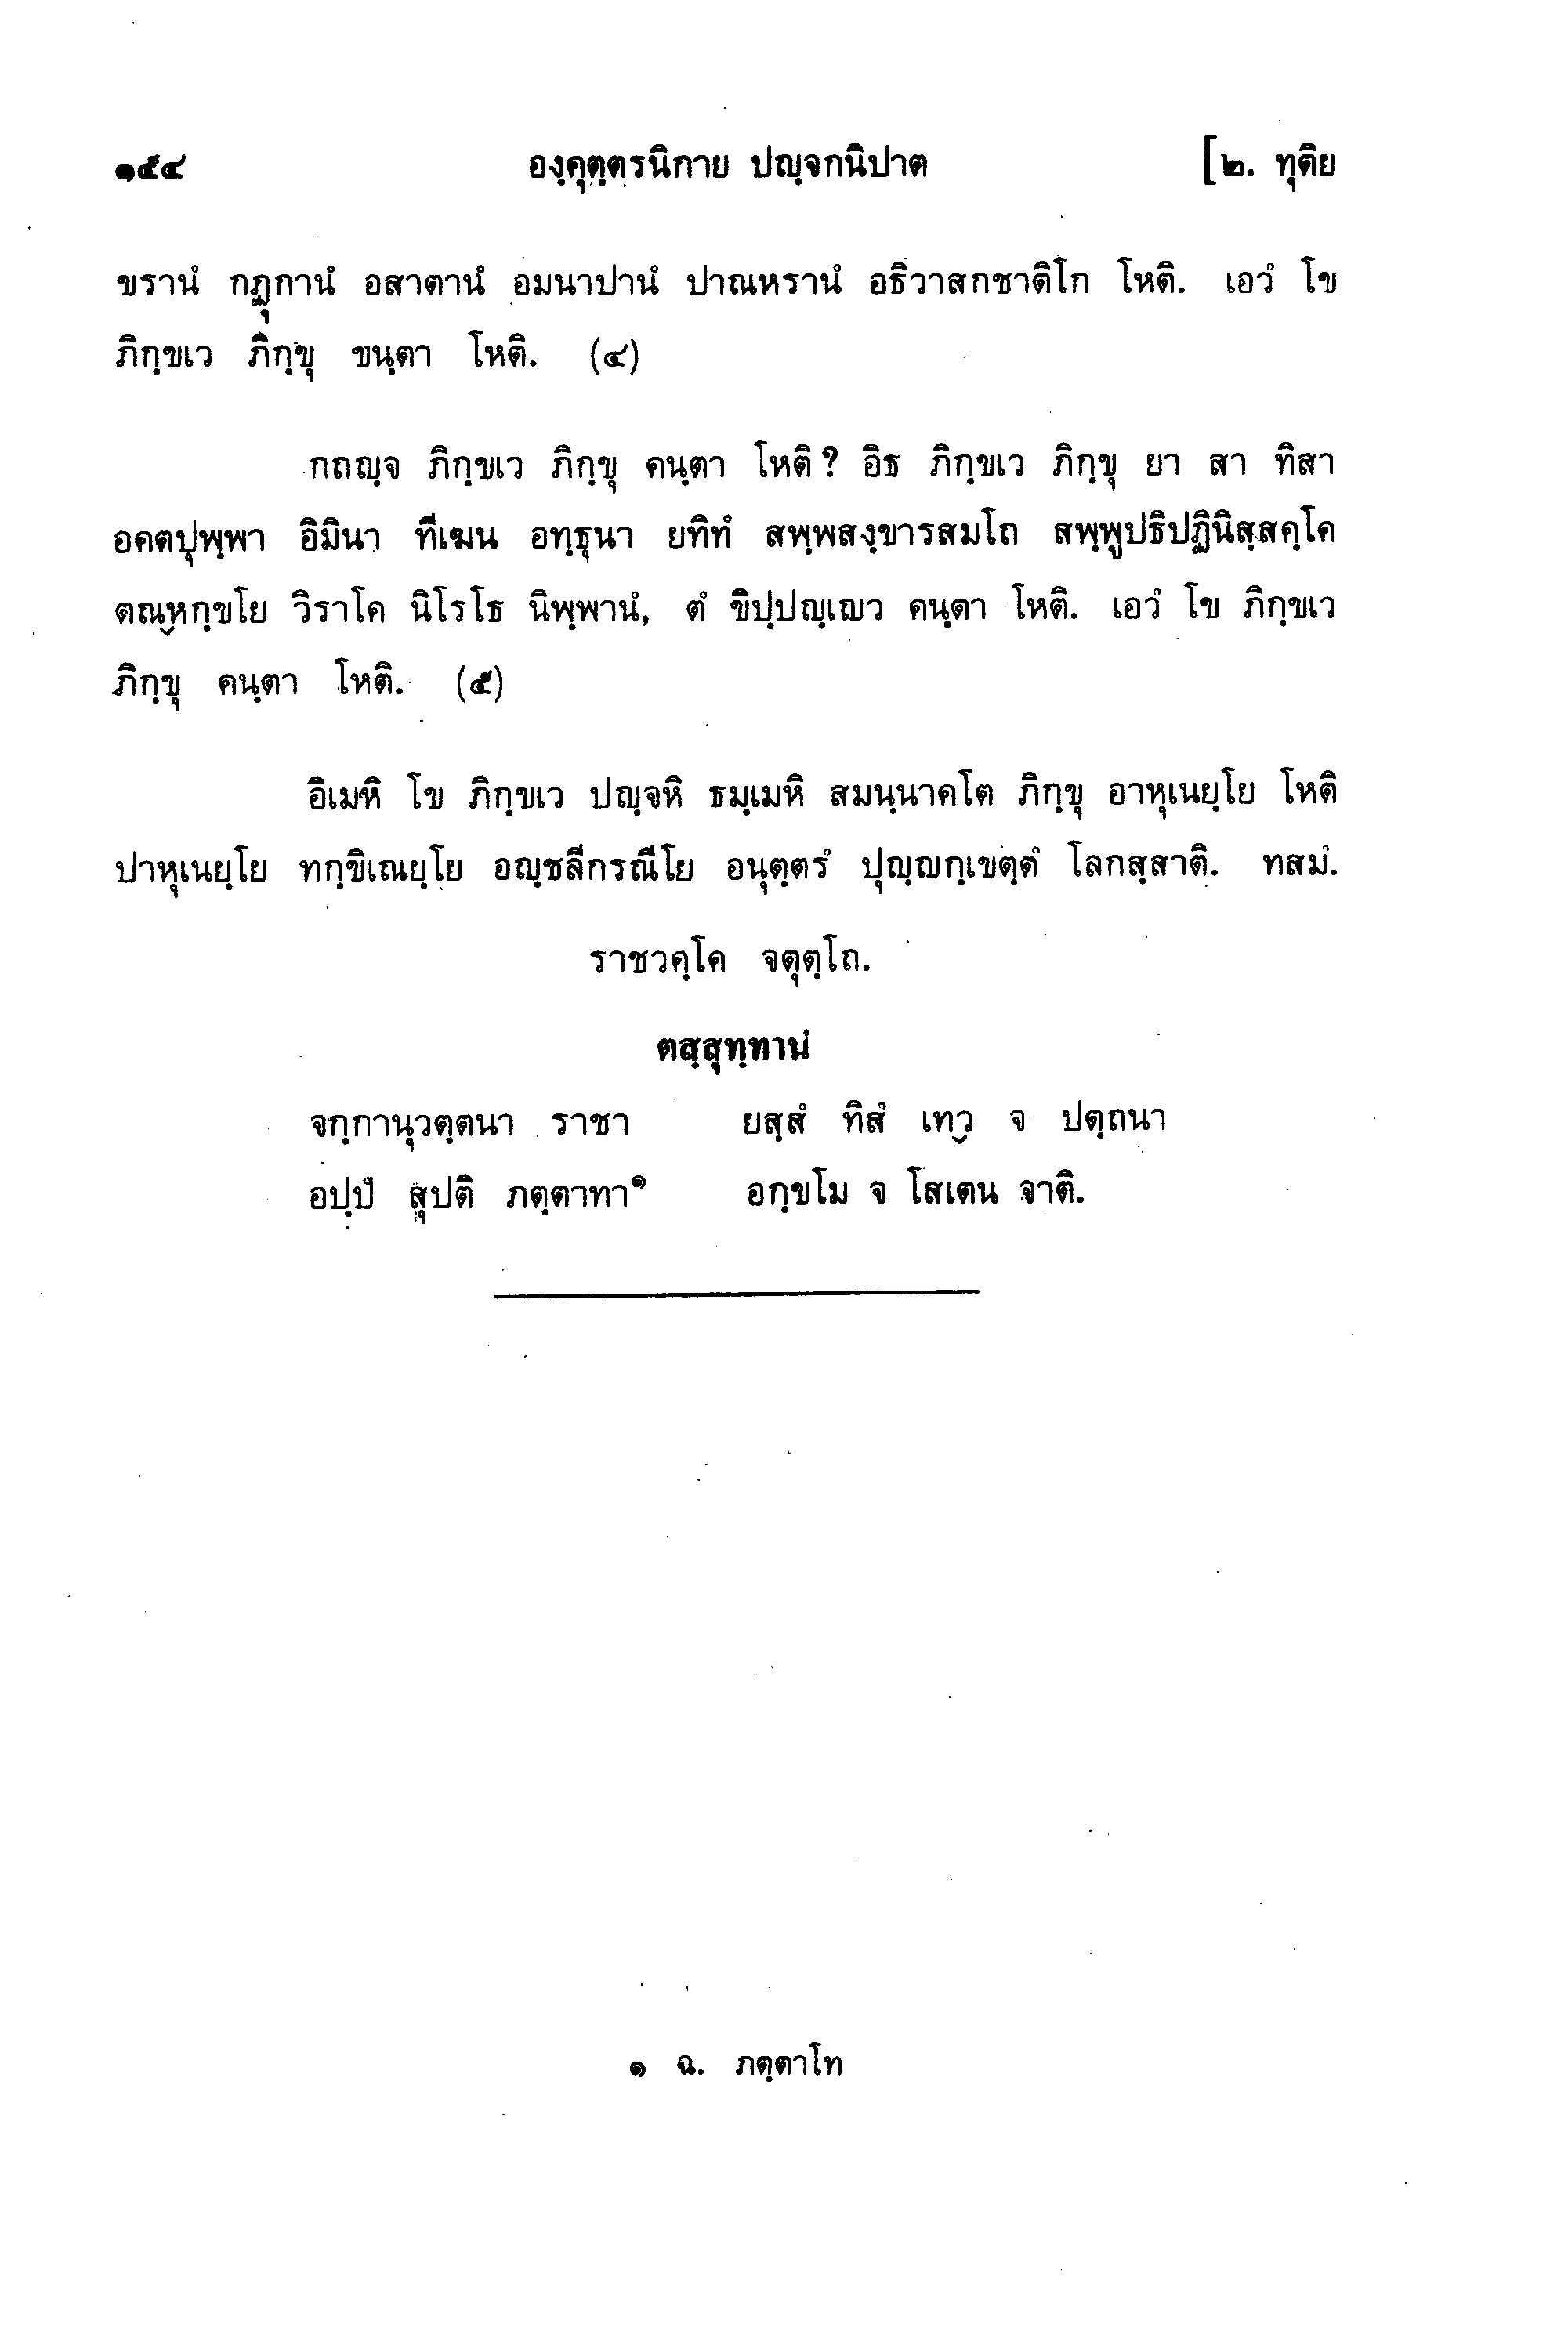 ๑๕๔ องฺคุตฺตรนิกาย ปญฺจกนิปาต [๒. ทุติย
ขรานํ กฏุกานํ อสาตานํ อมนาปานํ ปาณหรานํ อธิวาสกชาติโก โหติ. เอวํ โข
ภิกฺขเว ภิกฺขุ ขนฺตา โหติ. (๔)
กถญฺจ ภิกฺขเว ภิกฺขุ คนฺตา โหติ? อิธ ภิกฺขเว ภิกฺขุ ยา สา ทิสา
อคตปุพฺพา อิมินา ทีเฆน อทฺธุนา ยทิทํ สพฺพสงฺขารสมโถ สพฺพูปธิปฏินิสฺสคฺโค
ตณฺหกฺขโย วิราโค นิโรโธ นิพฺพานํ, ตํ ขิปฺปญฺเญว คนฺตา โหติ. เอวํ โข ภิกฺขเว
ภิกฺขุ คนฺตา โหติ. (๕)
อิเมหิ โข ภิกฺขเว ปญฺจหิ ธมฺเมหิ สมนฺนาคโต ภิกฺขุ อาหุเนยฺโย โหติ
ปาหุเนยฺโย ทกฺขิเณยฺโย อญฺชลีกรณีโย อนุตฺตรํ ปุญฺญกฺเขตฺตํ โลกสฺสาติ. ทสมํ.
ราชวคฺโค จตุตฺโถ.
ตสฺสุทฺทานํ
จกฺกานุวตฺตนา ราชา ยสฺสํ ทิสํ เทฺว จ ปตฺถนา
อปฺปํ สุปติ ภตฺตาทา๑ อกฺขโม จ โสเตน จาติ.
๑ ฉ. ภตฺตาโท